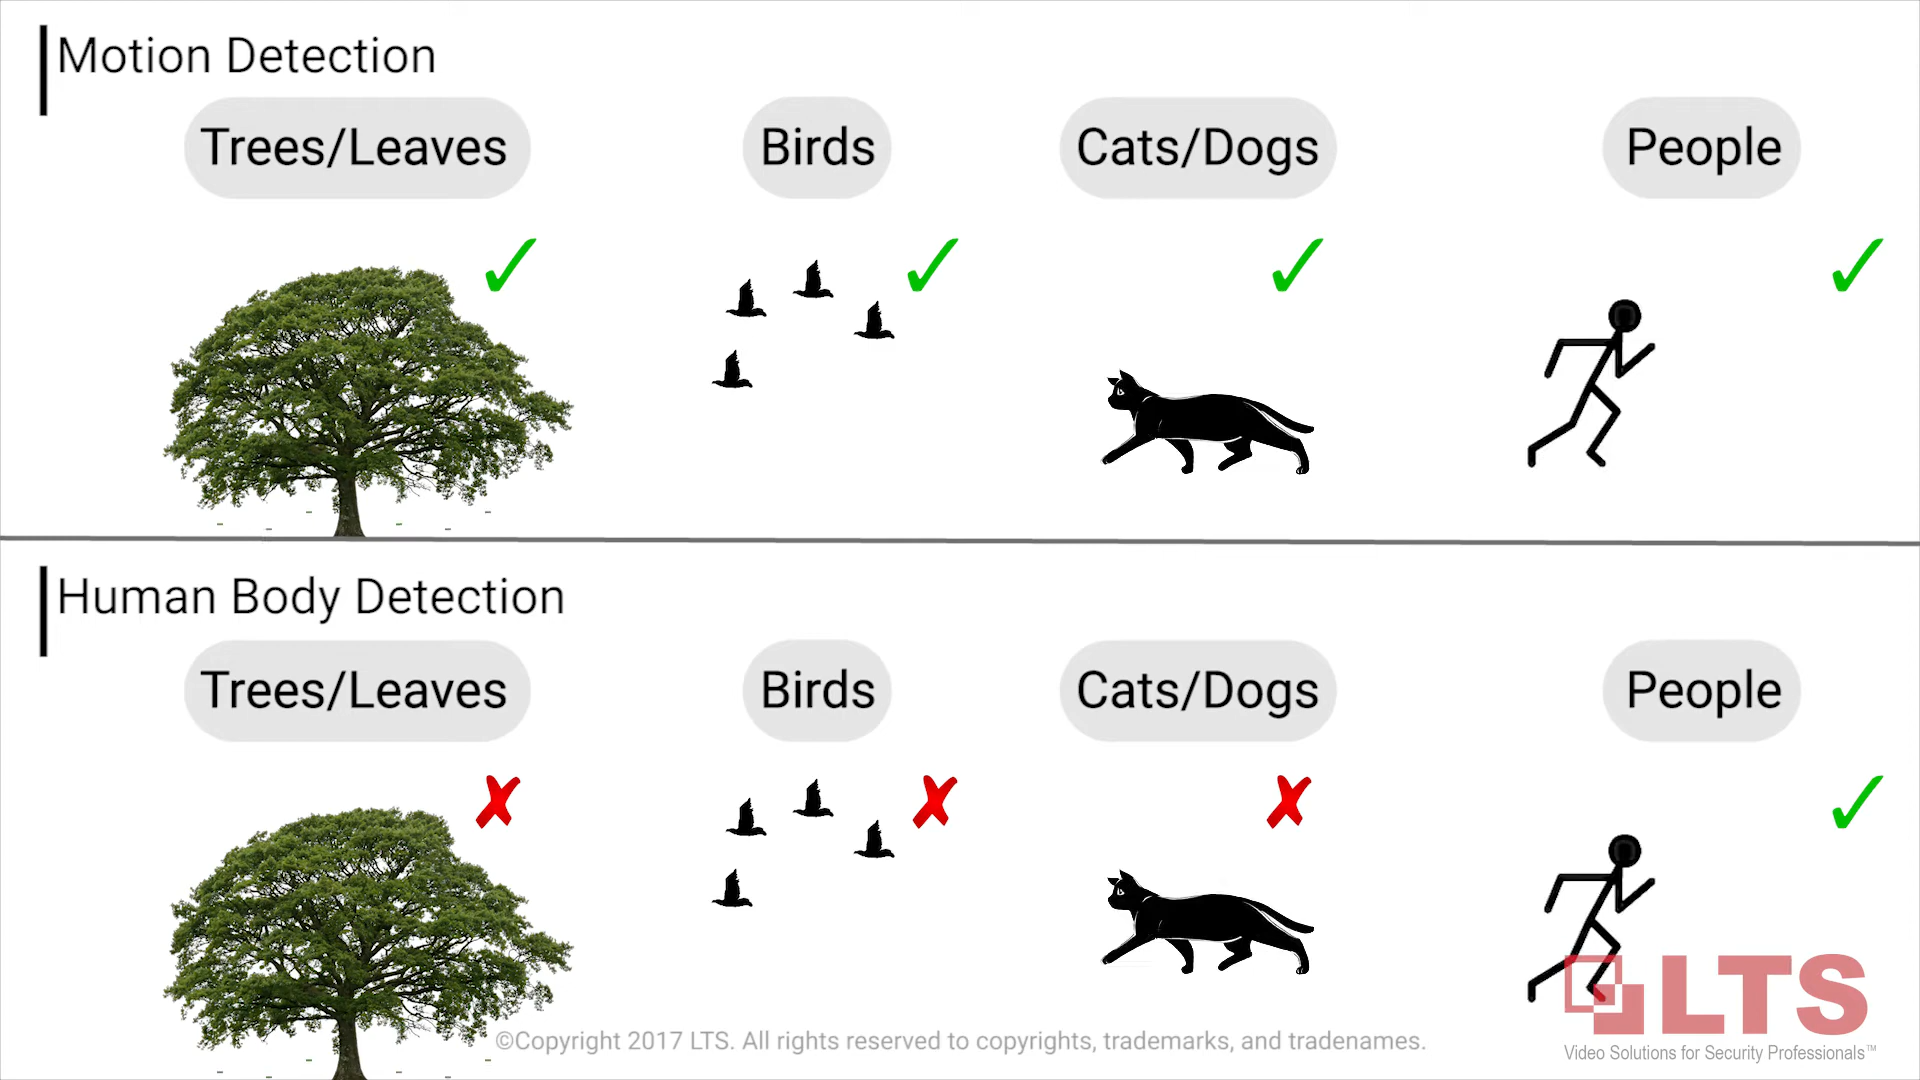 Motion Detection
Trees/Leaves
Birds
Cats/Dogs
People
Human Body Detection
Trees/Leaves
Birds
Cats/Dogs
People
©Copyright 2017 LTS. All rights reserved to copyrights, trademarks, and tradenames.
LTS
Video Solutions for Security Professionals™